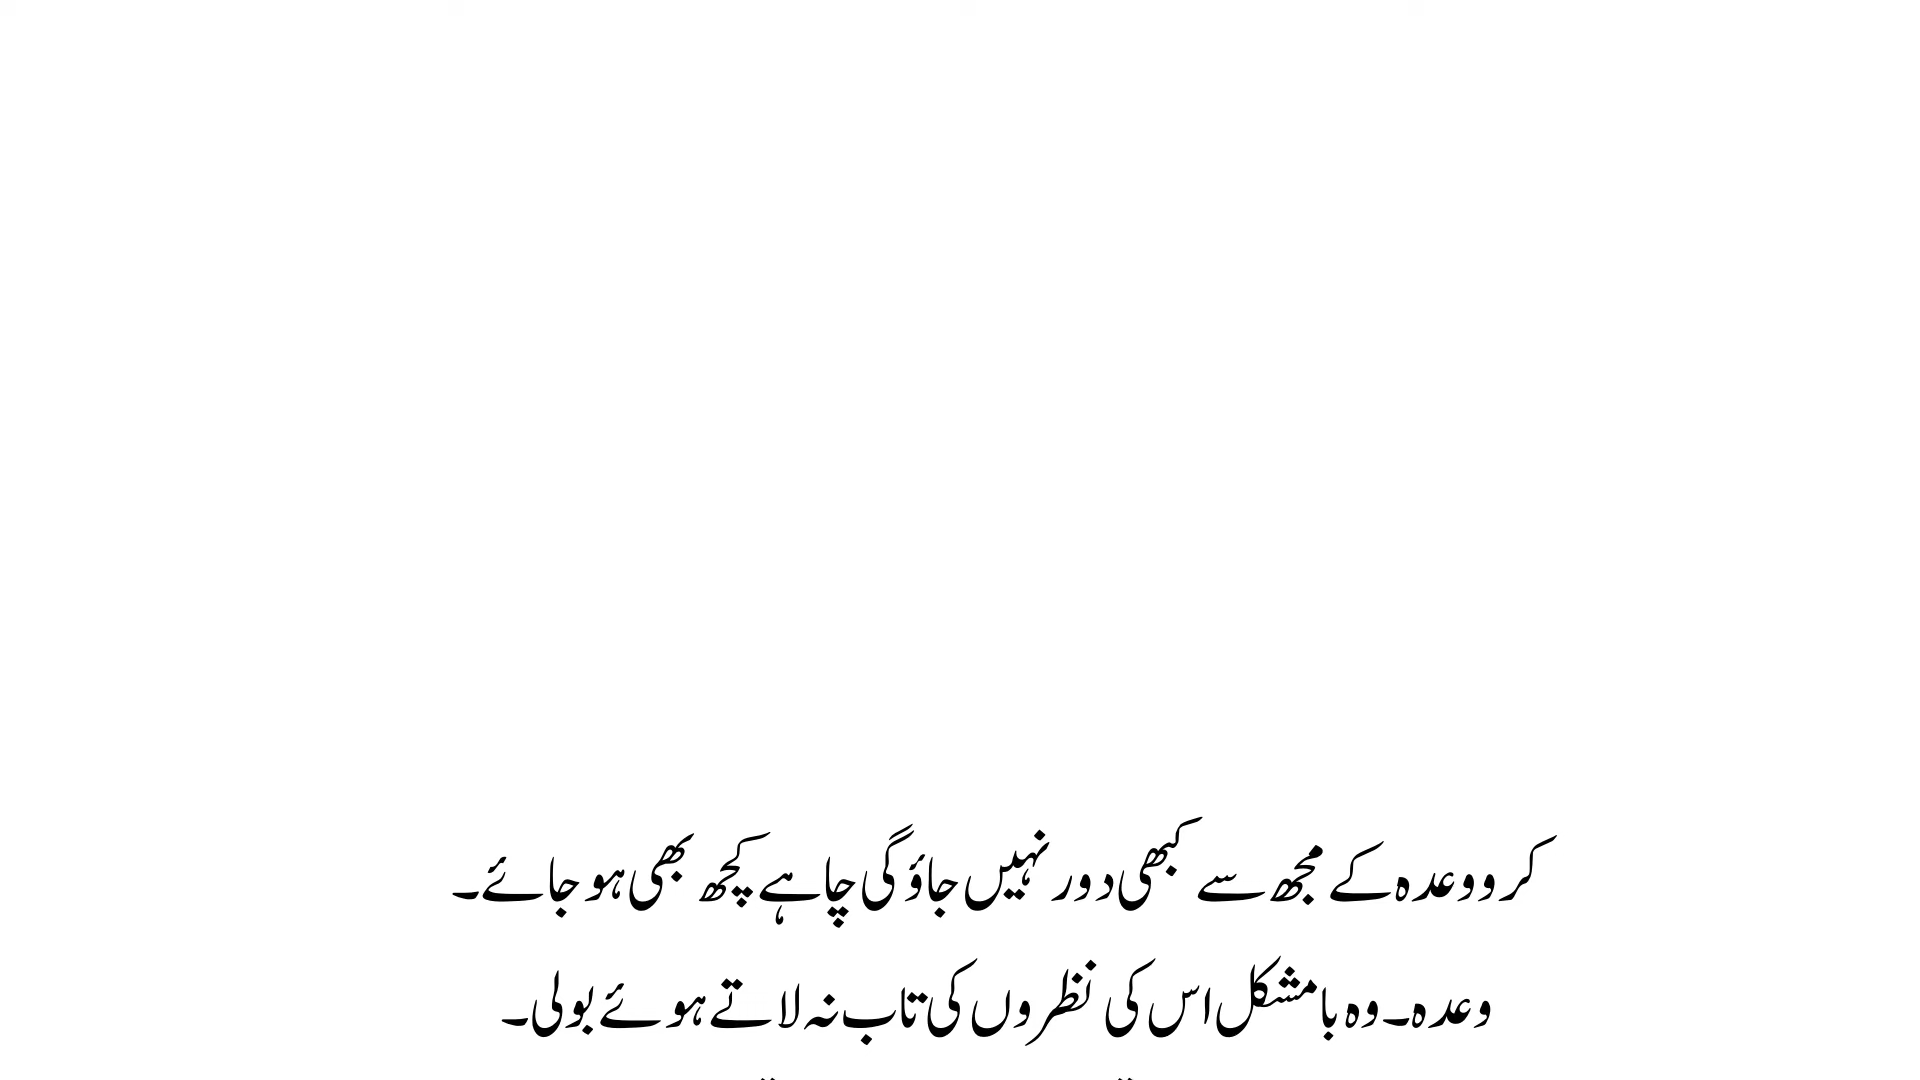 کرو وعدہ کے مجھ سے کبھی دور نہیں جاؤ گی چاہے کچھ بھی ہو جائے۔
وعدہ۔ وہ بامشکل اس کی نظروں کی تاب نہ لاتے ہوئے بولی۔